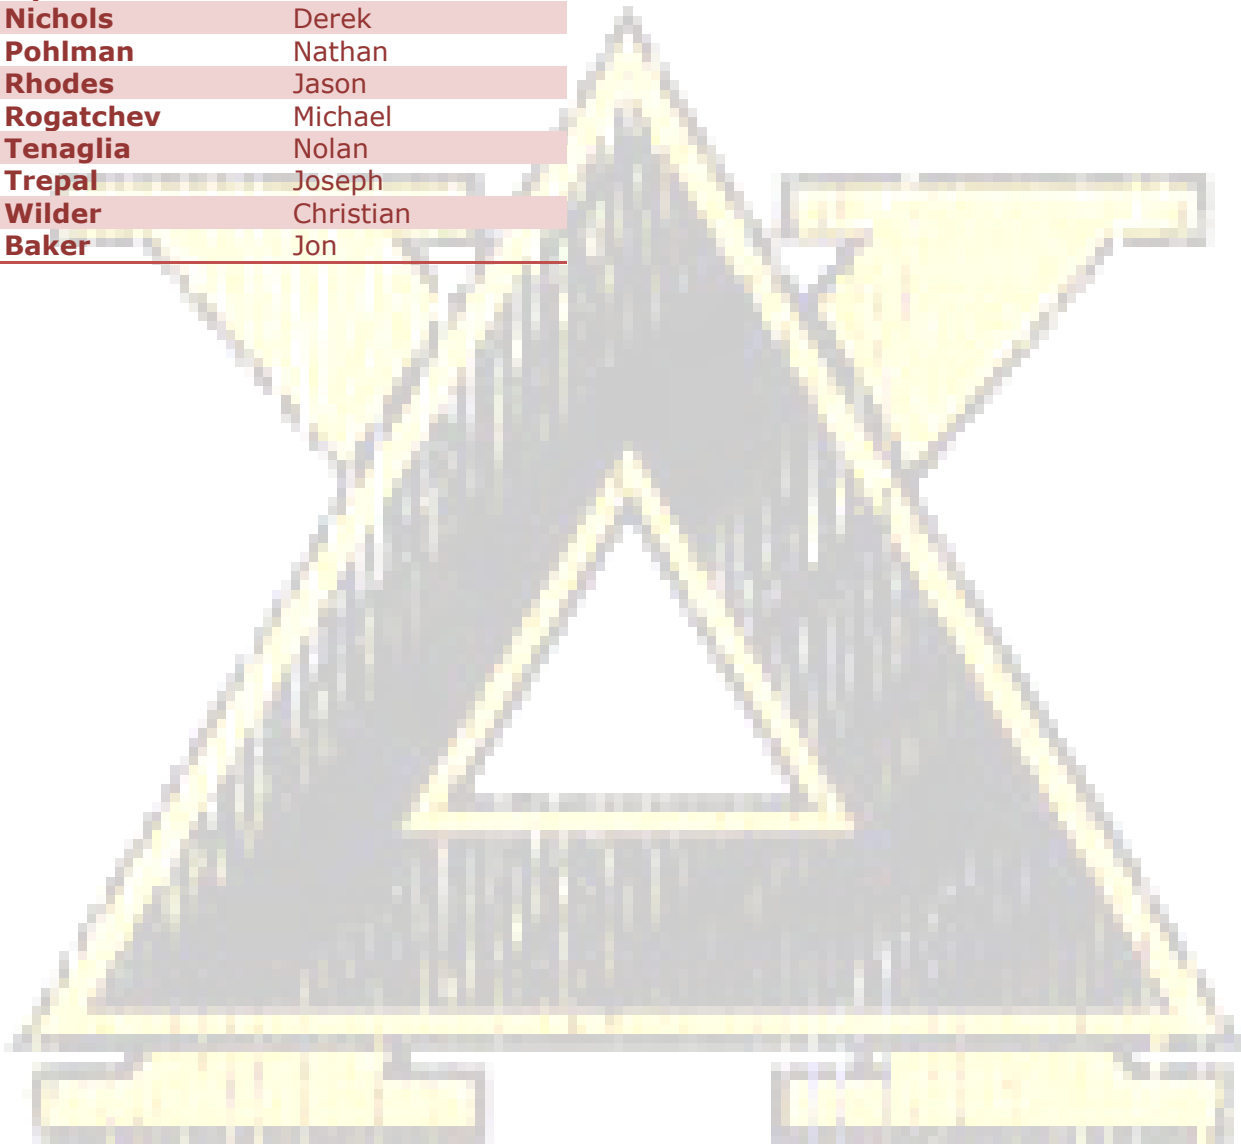 Nichols Derek
Pohlman Nathan
Rhodes Jason
Rogatchev Michael
Tenaglia Nolan
Trepal Joseph
Wilder Christian
Baker Jon